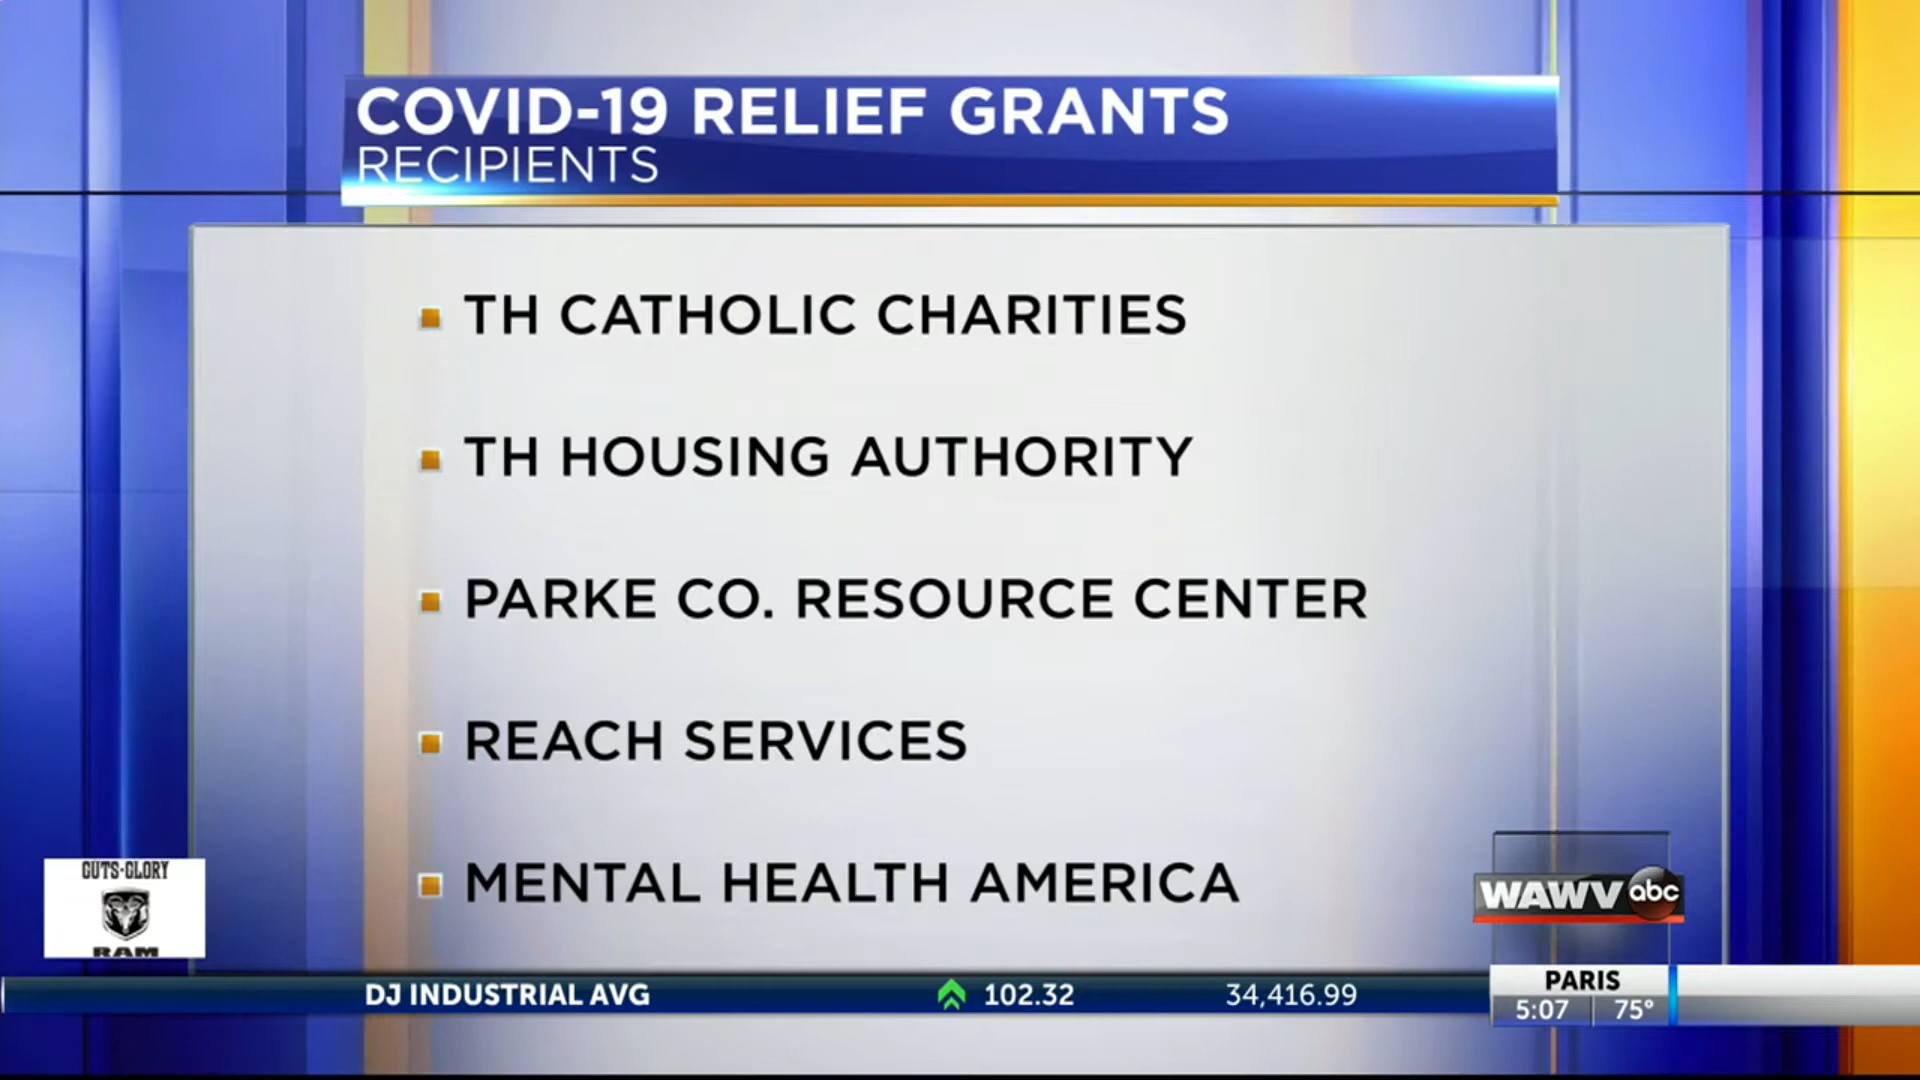 COVID-19 RELIEF GRANTS
RECIPIENTS
TH CATHOLIC CHARITIES
TH HOUSING AUTHORITY
PARKE CO. RESOURCE CENTER
REACH SERVICES
MENTAL HEALTH AMERICA
GUTS·GLORY
RAM
WAWV abc
DJ INDUSTRIAL AVG 102.32 34,416.99
PARIS
5:07 75°